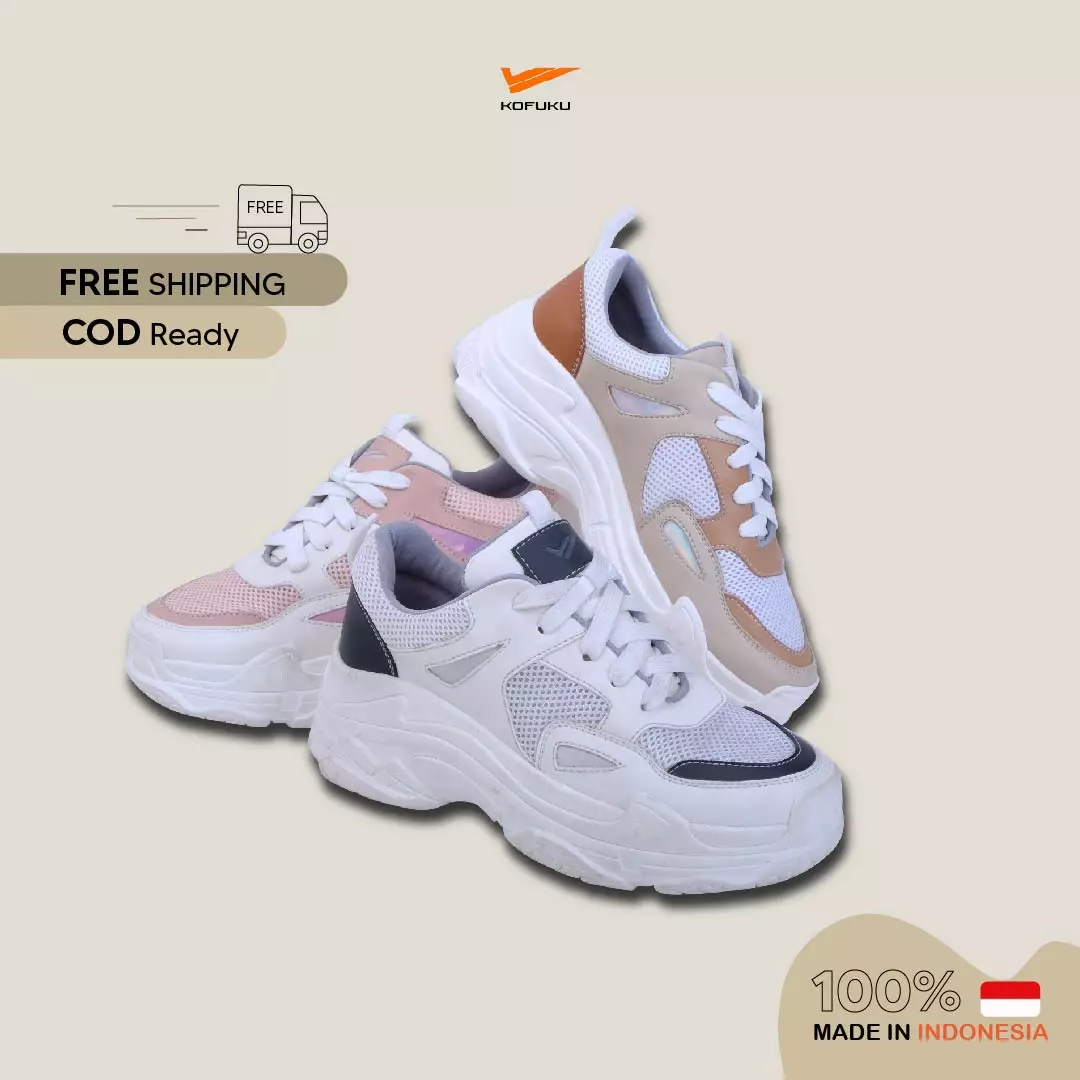 KOFUKU
FREE
FREE SHIPPING
COD Ready
100%
MADE IN INDONESIA